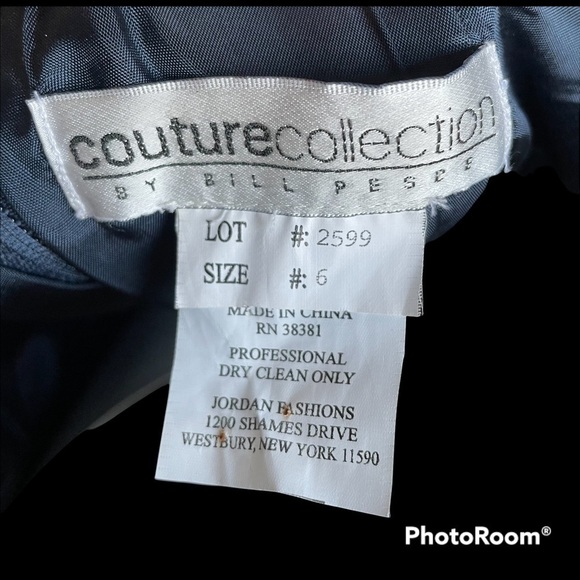 couturecollection
BY BILL PESCE
LOT #: 2599
SIZE #: 6
MADE IN CHINA
RN 38381
PROFESSIONAL
DRY CLEAN ONLY
JORDAN FASHIONS
1200 SHAMES DRIVE
WESTBURY, NEW YORK 11590
PhotoRoom®